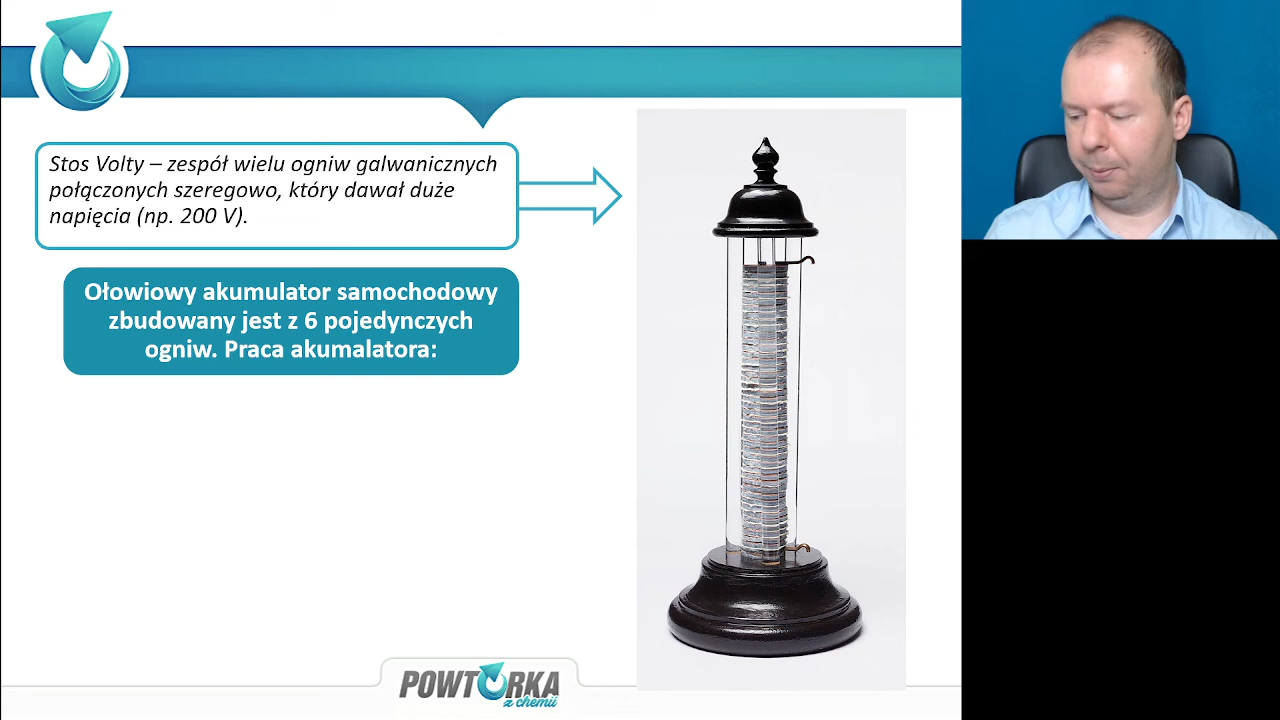 Stos Volty – zespół wielu ogniw galwanicznych
połączonych szeregowo, który dawał duże
napięcia (np. 200 V).
Ołowiowy akumulator samochodowy
zbudowany jest z 6 pojedynczych
ogniw. Praca akumalatora:
POWTÓRKA
z chemii